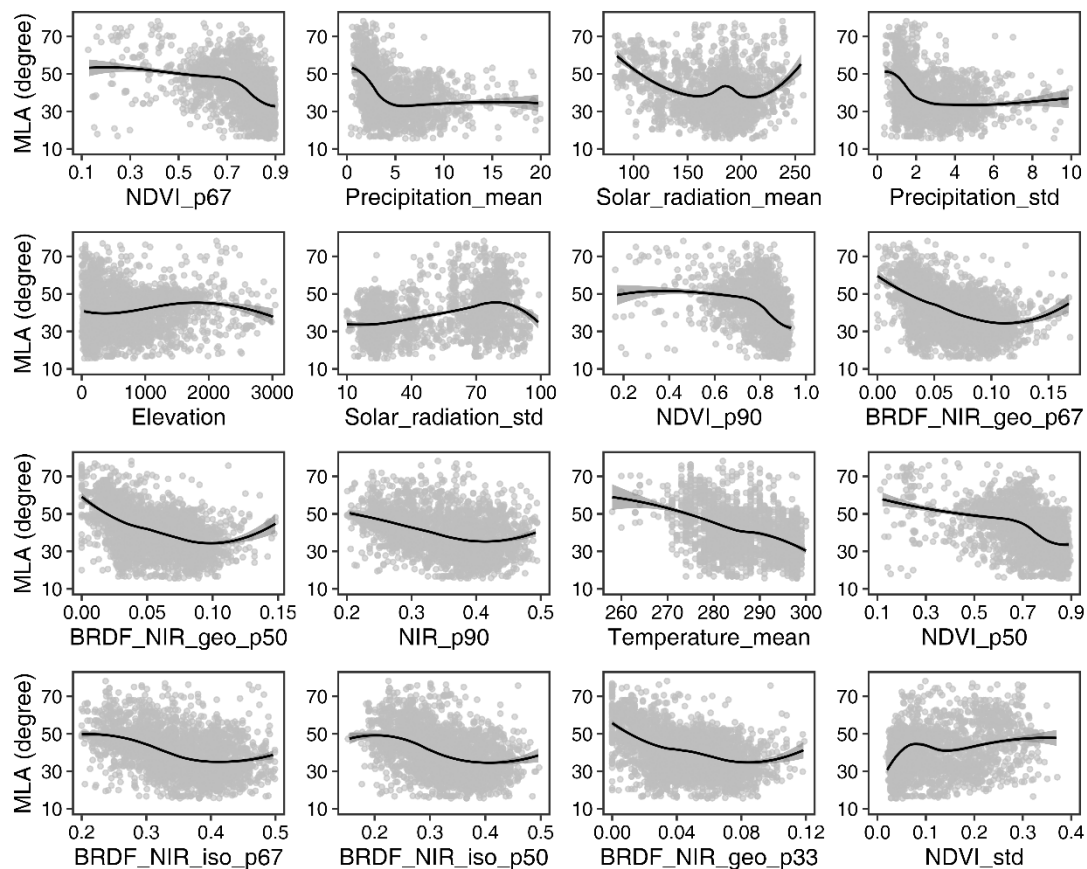 MLA (degree)
70
50
30
10
0.1 0.3 0.5 0.7 0.9
NDVI_p67
70
50
30
10
0 5 10 15 20
Precipitation_mean
70
50
30
10
100 150 200 250
Solar_radiation_mean
70
50
30
10
0 2 4 6 8 10
Precipitation_std
MLA (degree)
70
50
30
10
0 1000 2000 3000
Elevation
70
50
30
10
10 40 70 100
Solar_radiation_std
70
50
30
10
0.2 0.4 0.6 0.8 1.0
NDVI_p90
70
50
30
10
0.00 0.05 0.10 0.15
BRDF_NIR_geo_p67
MLA (degree)
70
50
30
10
0.00 0.05 0.10 0.15
BRDF_NIR_geo_p50
70
50
30
10
0.2 0.3 0.4 0.5
NIR_p90
70
50
30
10
260 270 280 290 300
Temperature_mean
70
50
30
10
0.1 0.3 0.5 0.7 0.9
NDVI_p50
MLA (degree)
70
50
30
10
0.2 0.3 0.4 0.5
BRDF_NIR_iso_p67
70
50
30
10
0.2 0.3 0.4 0.5
BRDF_NIR_iso_p50
70
50
30
10
0.00 0.04 0.08 0.12
BRDF_NIR_geo_p33
70
50
30
10
0.0 0.1 0.2 0.3 0.4
NDVI_std